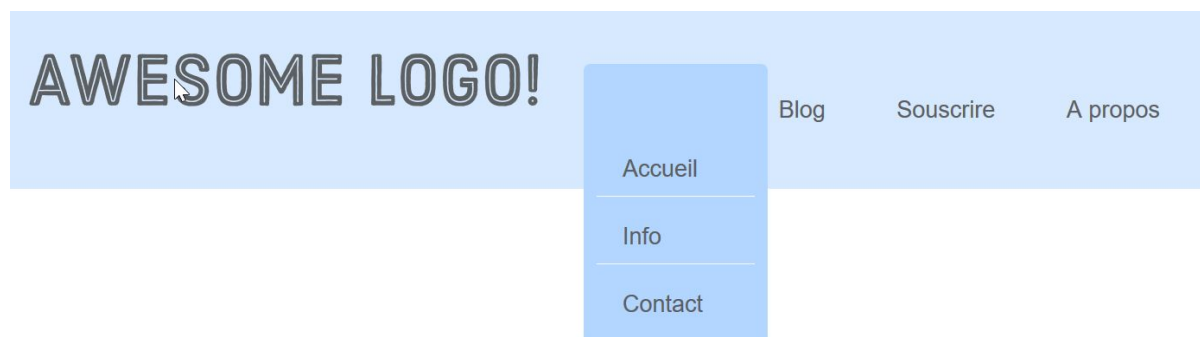 AWESOME LOGO!
Blog Souscrire A propos
Accueil
Info
Contact